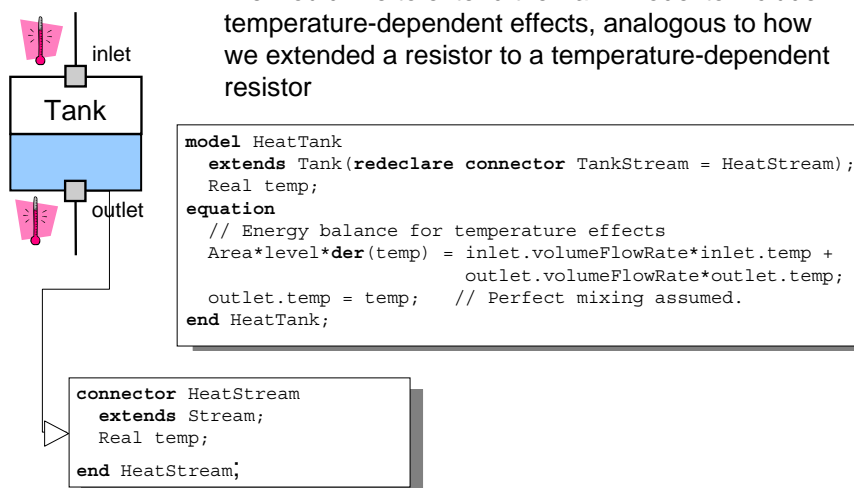 temperature-dependent effects, analogous to how
we extended a resistor to a temperature-dependent
resistor
inlet
Tank
outlet
model HeatTank
extends Tank(redeclare connector TankStream = HeatStream);
Real temp;
equation
// Energy balance for temperature effects
Area*level*der(temp) = inlet.volumeFlowRate*inlet.temp +
outlet.volumeFlowRate*outlet.temp;
outlet.temp = temp; // Perfect mixing assumed.
end HeatTank;
connector HeatStream
extends Stream;
Real temp;
end HeatStream;